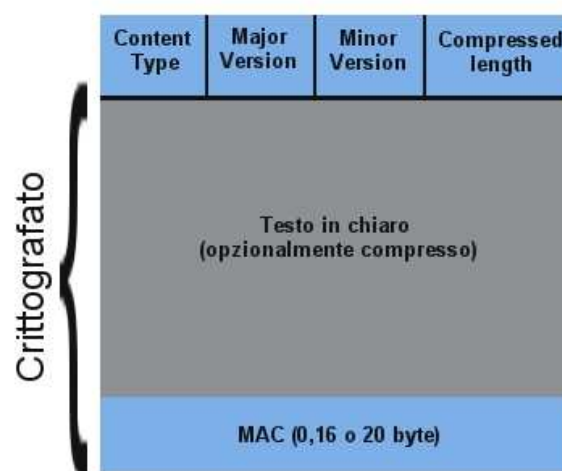 Content
Type
Major
Version
Minor
Version
Compressed
length
Crittografato
Testo in chiaro
(opzionalmente compresso)
MAC (0,16 o 20 byte)